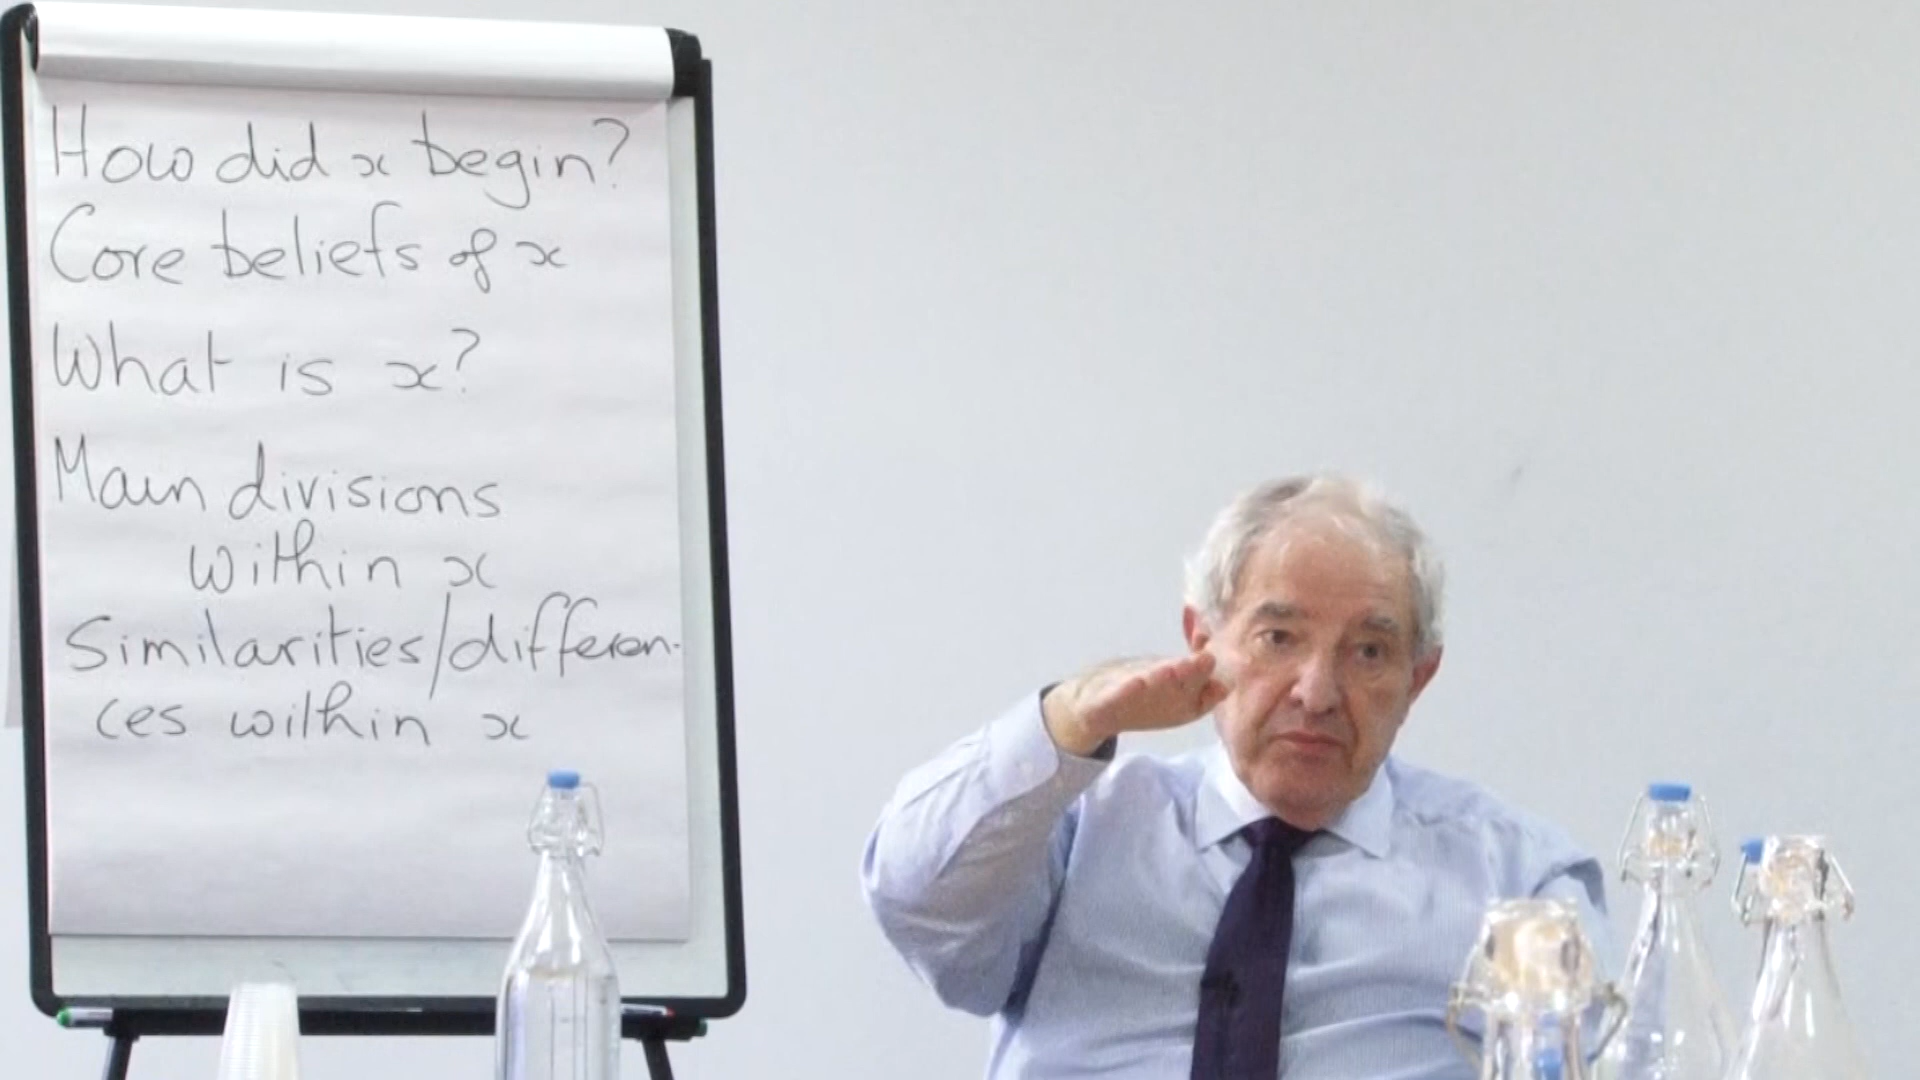 How did x begin?
Core beliefs of x
What is x?
Main divisions
within x
Similarities/differen-
ces within x